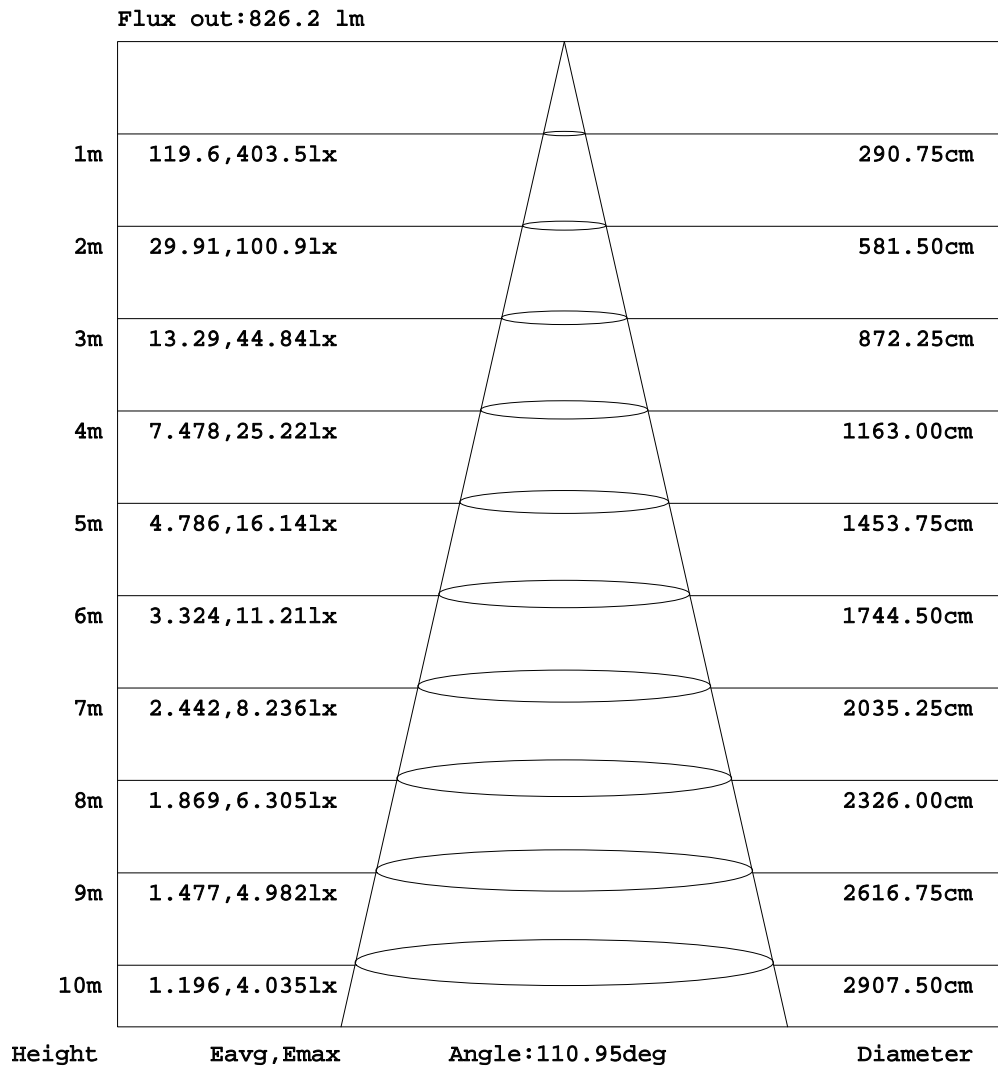 Flux out:826.2 lm
1m 119.6,403.5lx 290.75cm
2m 29.91,100.9lx 581.50cm
3m 13.29,44.84lx 872.25cm
4m 7.478,25.22lx 1163.00cm
5m 4.786,16.14lx 1453.75cm
6m 3.324,11.21lx 1744.50cm
7m 2.442,8.236lx 2035.25cm
8m 1.869,6.305lx 2326.00cm
9m 1.477,4.982lx 2616.75cm
10m 1.196,4.035lx 2907.50cm
Height Eavg,Emax Angle:110.95deg Diameter